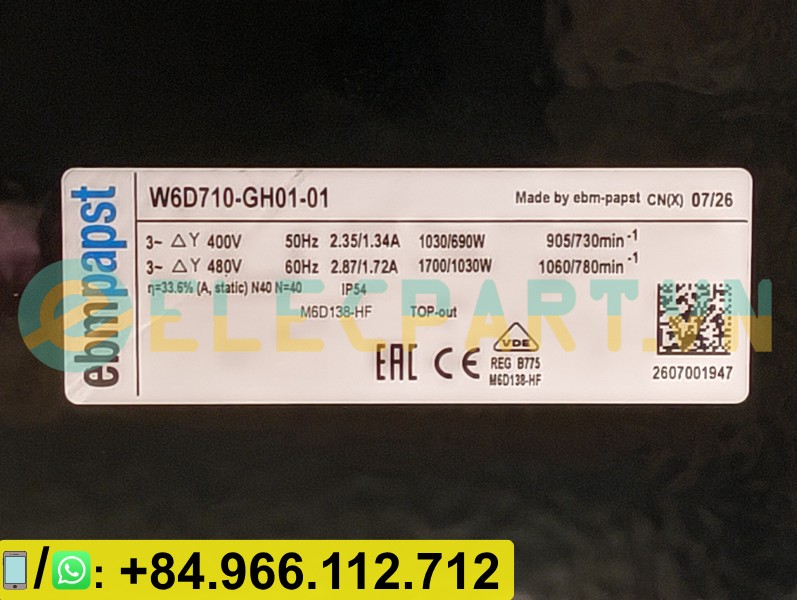 ebmpapst
W6D710-GH01-01 Made by ebm-papst CN(X) 07/26
3~ △Y 400V 50Hz 2.35/1.34A 1030/690W 905/730min⁻¹
3~ △Y 480V 60Hz 2.87/1.72A 1700/1030W 1060/780min⁻¹
η=33.6% (A, static) N40 N=40 IP54
M6D138-HF TOP-out
ELECPART.VN
VDE
EAC CE REG B775
M6D138-HF
2607001947
/ : +84.966.112.712